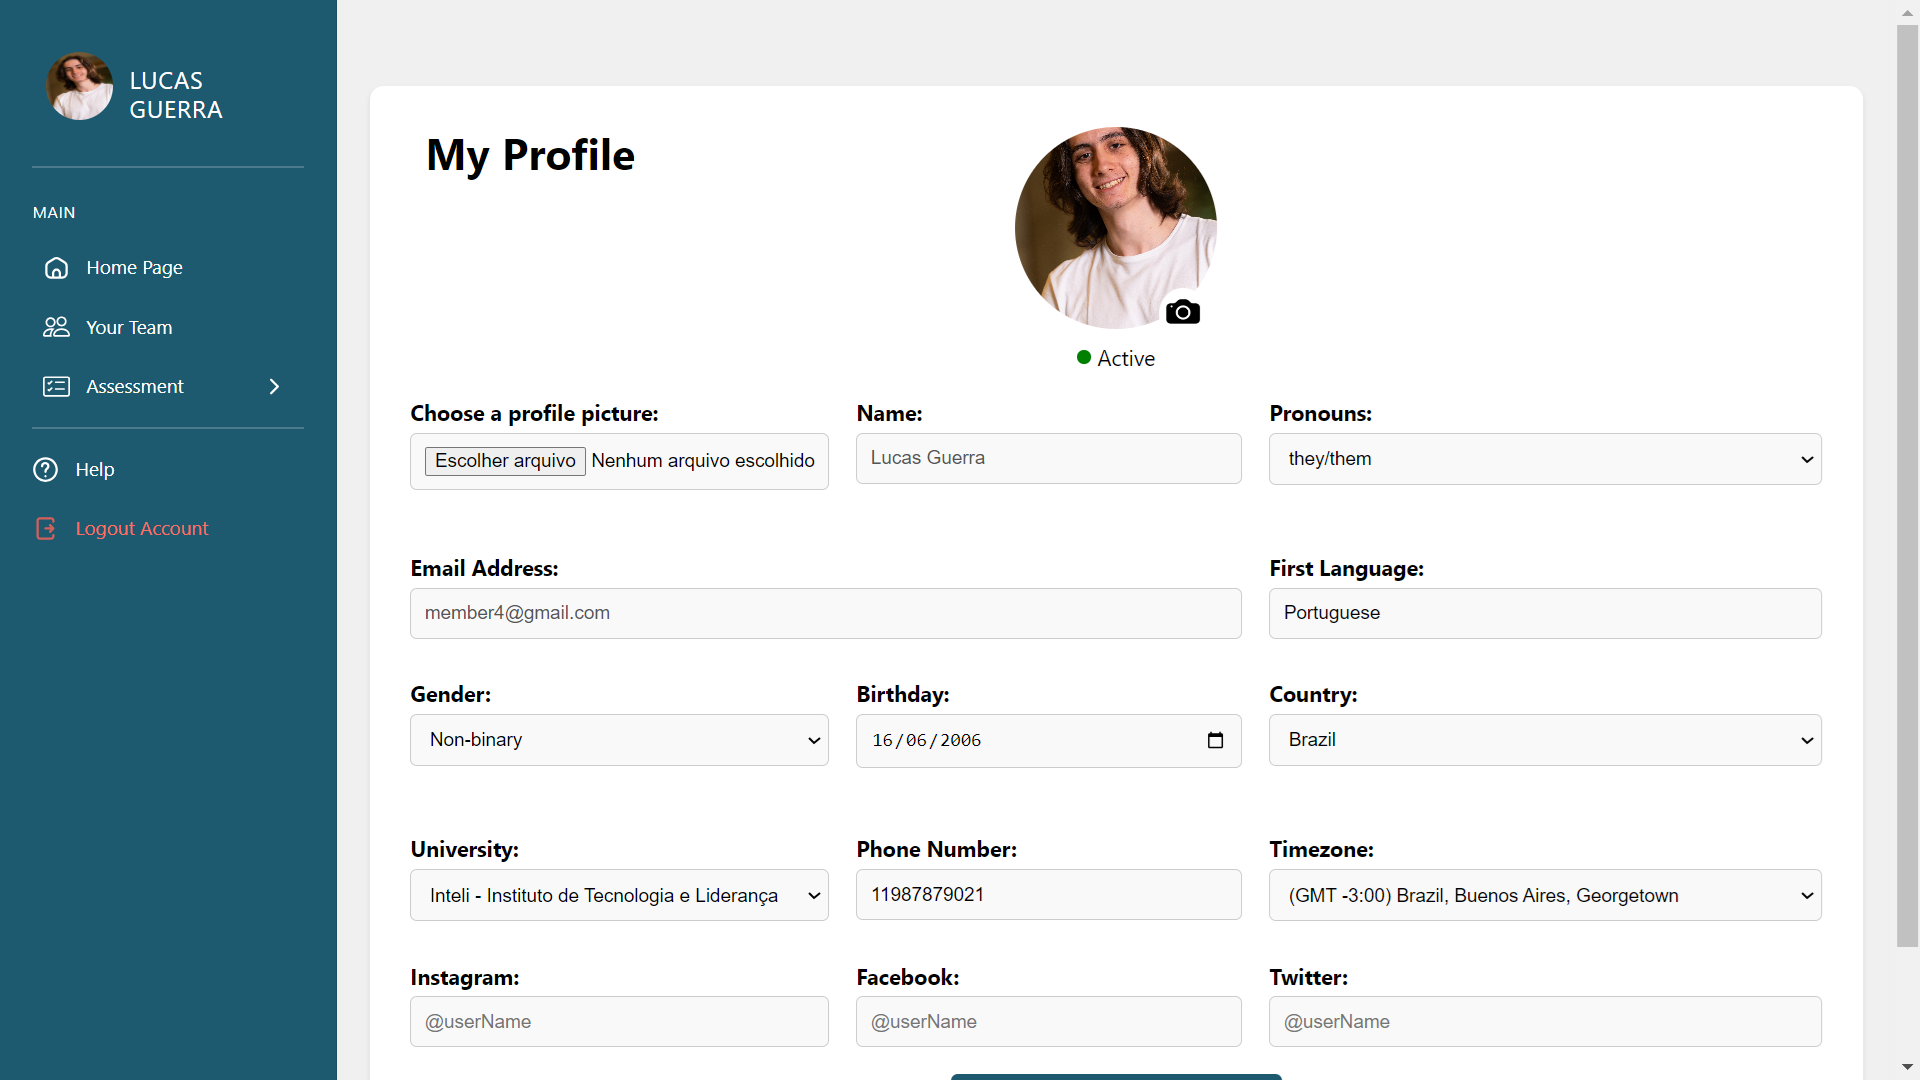 LUCAS
GUERRA
MAIN
Home Page
Your Team
Assessment
Help
Logout Account
My Profile
Active
Choose a profile picture: Name: Pronouns:
Escolher arquivo Nenhum arquivo escolhido Lucas Guerra they/them
Email Address: First Language:
member4@gmail.com Portuguese
Gender: Birthday: Country:
Non-binary 16/06/2006 Brazil
University: Phone Number: Timezone:
Inteli - Instituto de Tecnologia e Liderança 11987879021 (GMT -3:00) Brazil, Buenos Aires, Georgetown
Instagram: Facebook: Twitter:
@userName @userName @userName